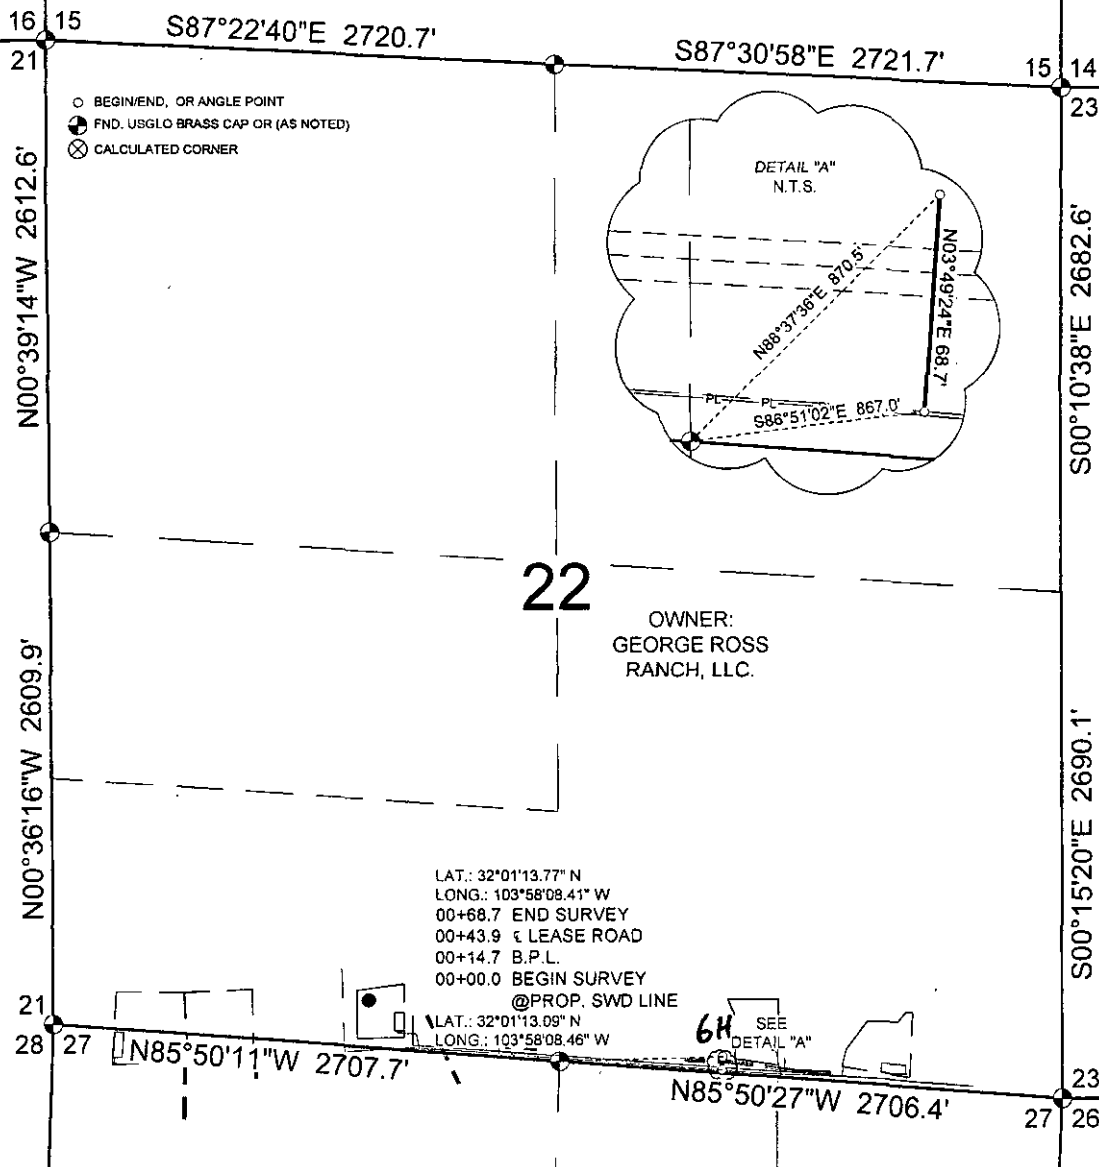 16 15
21
S87°22'40"E 2720.7'
S87°30'58"E 2721.7'
15 14
23
BEGIN/END, OR ANGLE POINT
FND. USGLO BRASS CAP OR (AS NOTED)
CALCULATED CORNER
N00°39'14"W 2612.6'
DETAIL "A"
N.T.S.
N88°37'36"E 870.5'
N03°49'24"E 68.7'
PL PL
S86°51'02"E 867.0'
S00°10'38"E 2682.6'
22
OWNER:
GEORGE ROSS
RANCH, LLC.
N00°36'16"W 2609.9'
S00°15'20"E 2690.1'
LAT.: 32°01'13.77" N
LONG.: 103°58'08.41" W
00+68.7 END SURVEY
00+43.9 ℄ LEASE ROAD
00+14.7 B.P.L.
00+00.0 BEGIN SURVEY
@PROP. SWD LINE
LAT.: 32°01'13.09" N
LONG.: 103°58'08.46" W
6H
SEE
DETAIL "A"
21
28 27
N85°50'11"W 2707.7'
N85°50'27"W 2706.4'
23
27 26